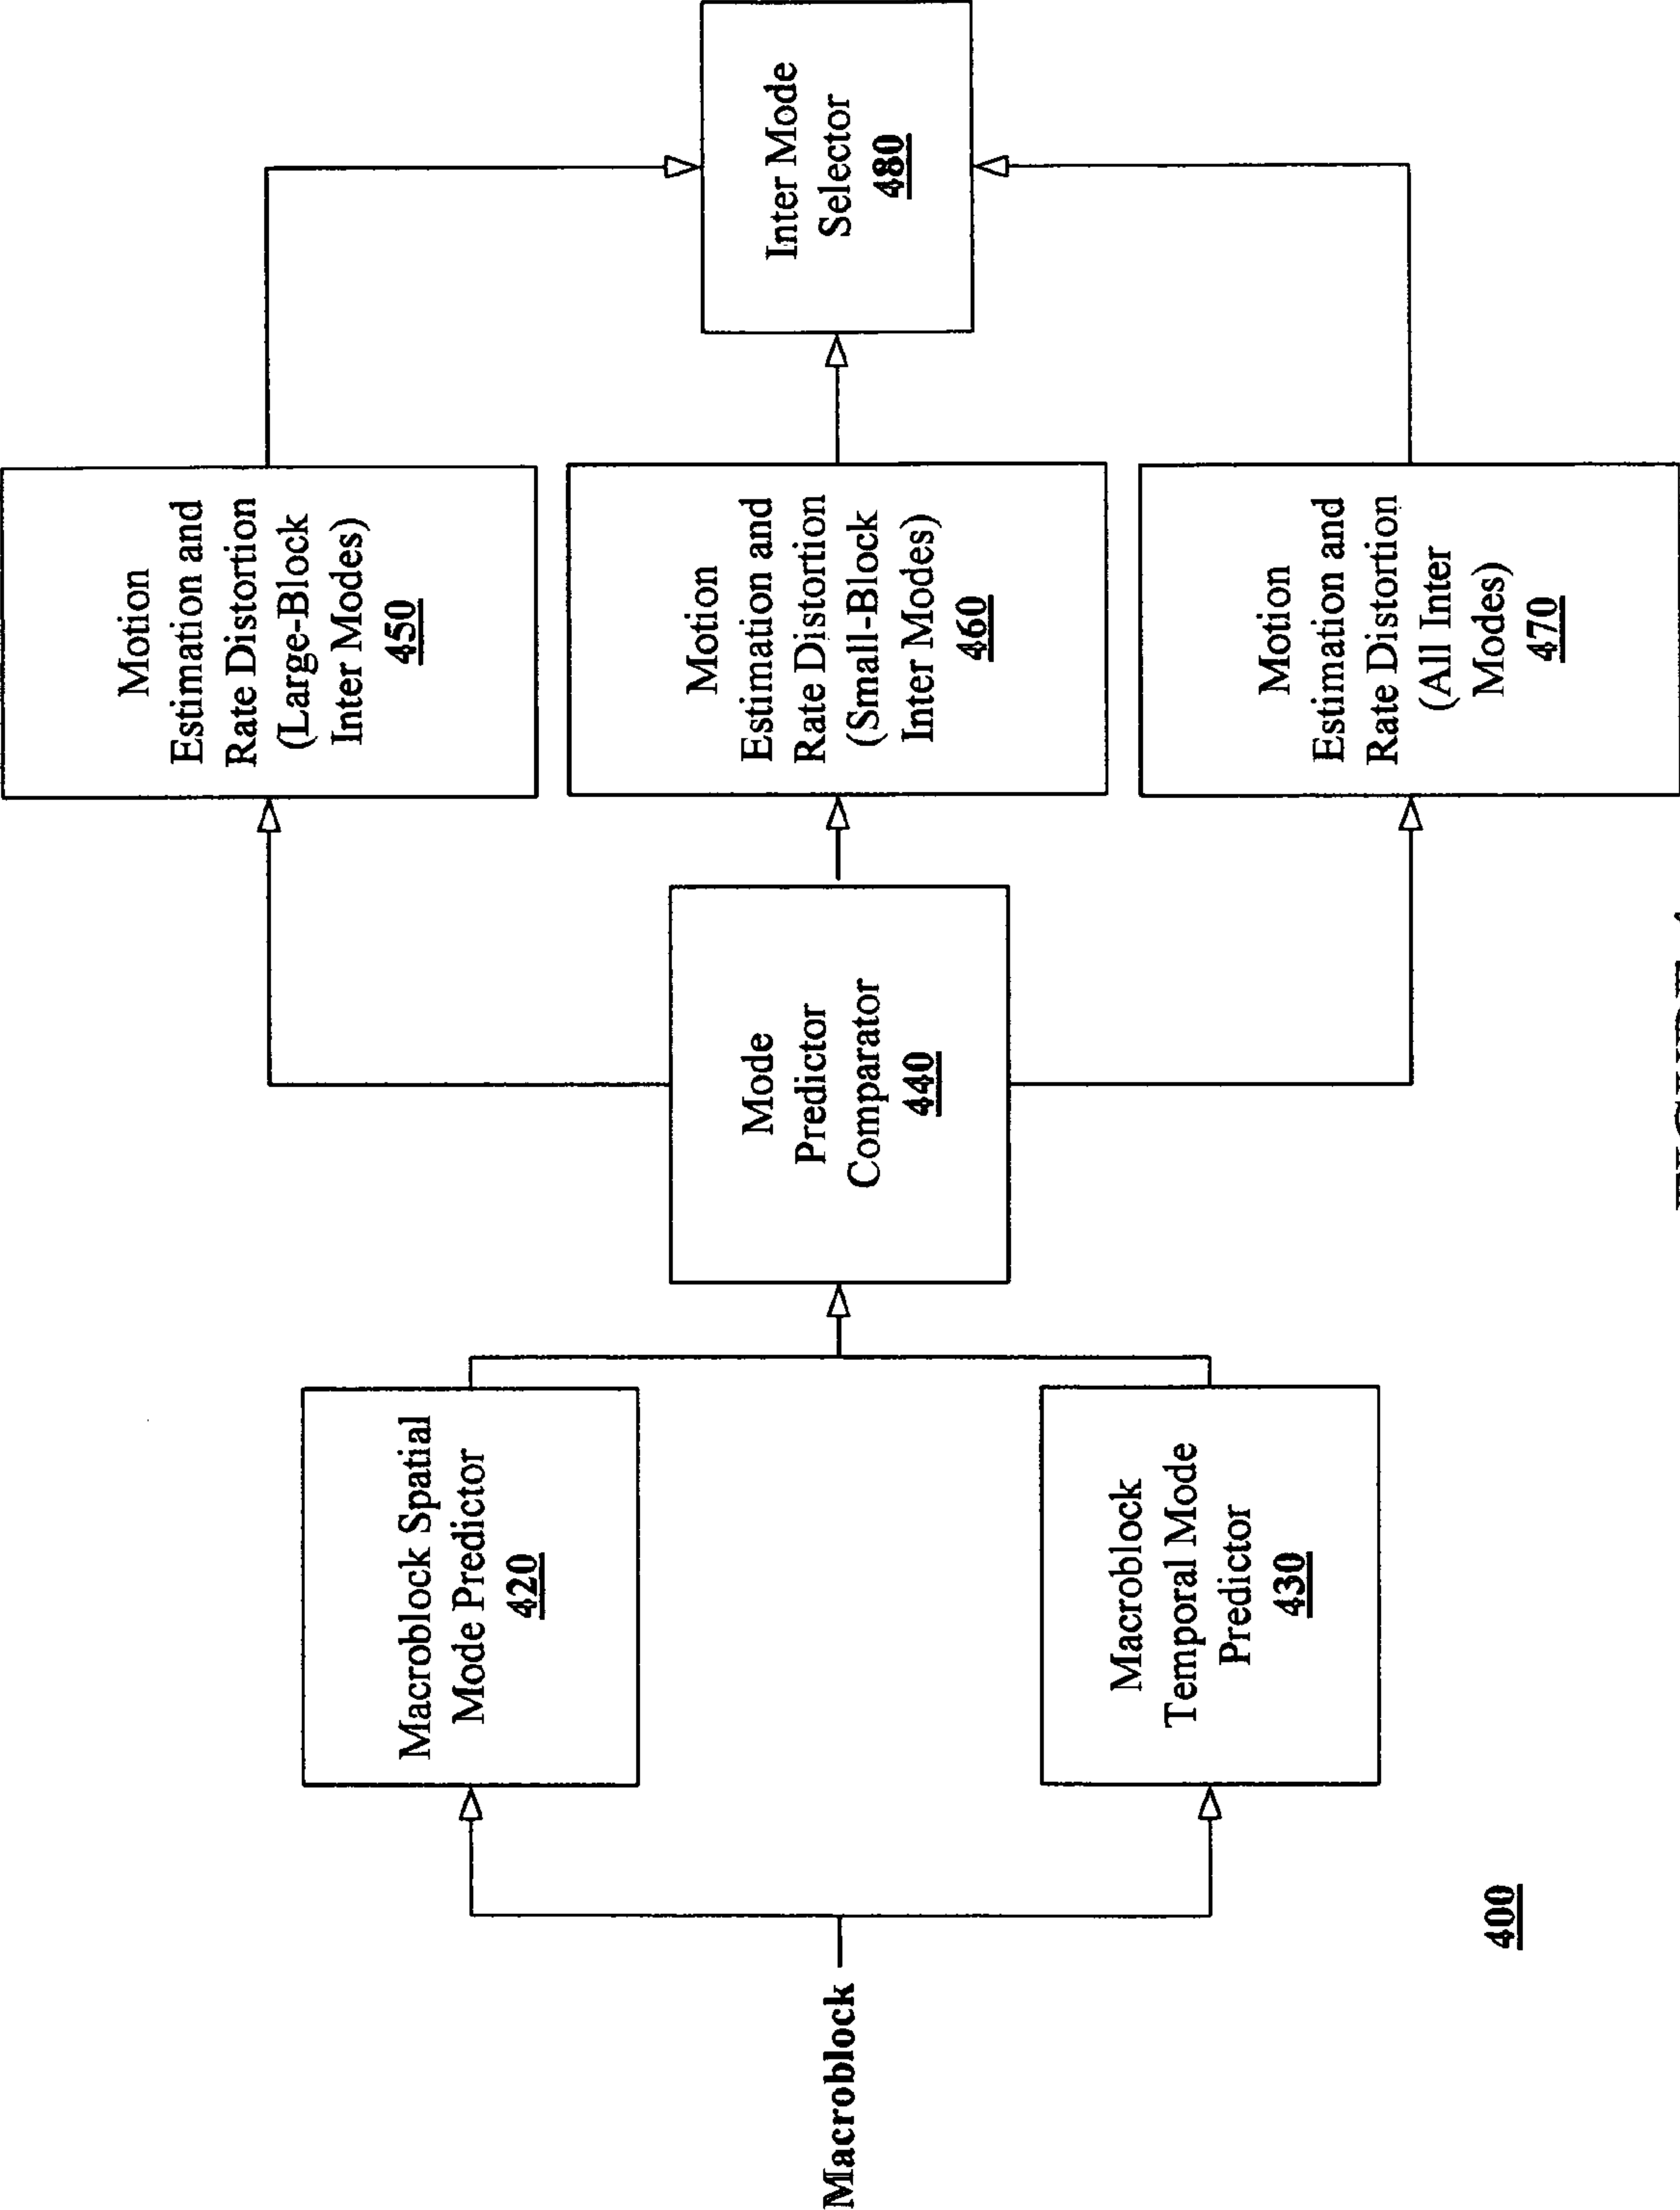 Macroblock
Macroblock Spatial
Mode Predictor
420
Macroblock
Temporal Mode
Predictor
430
Mode
Predictor
Comparator
440
Motion
Estimation and
Rate Distortion
(Large-Block
Inter Modes)
450
Motion
Estimation and
Rate Distortion
(Small-Block
Inter Modes)
460
Motion
Estimation and
Rate Distortion
(All Inter
Modes)
470
Inter Mode
Selector
480
400